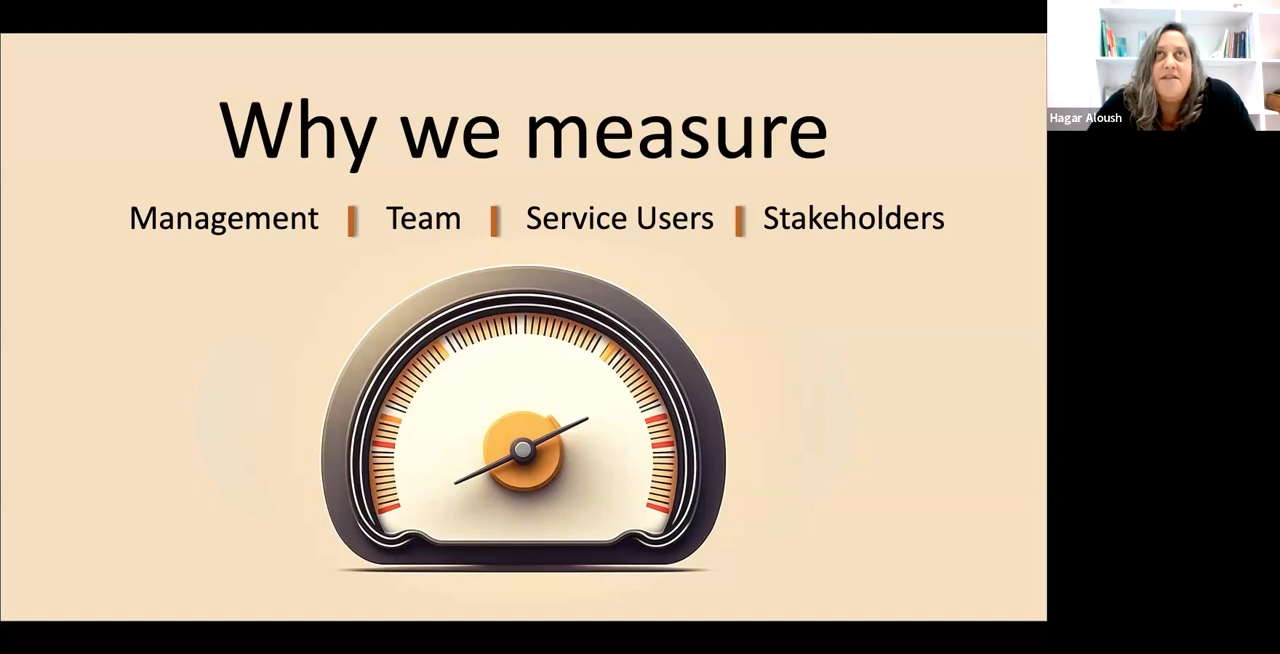 Why we measure
Management | Team | Service Users | Stakeholders
Hagar Aloush